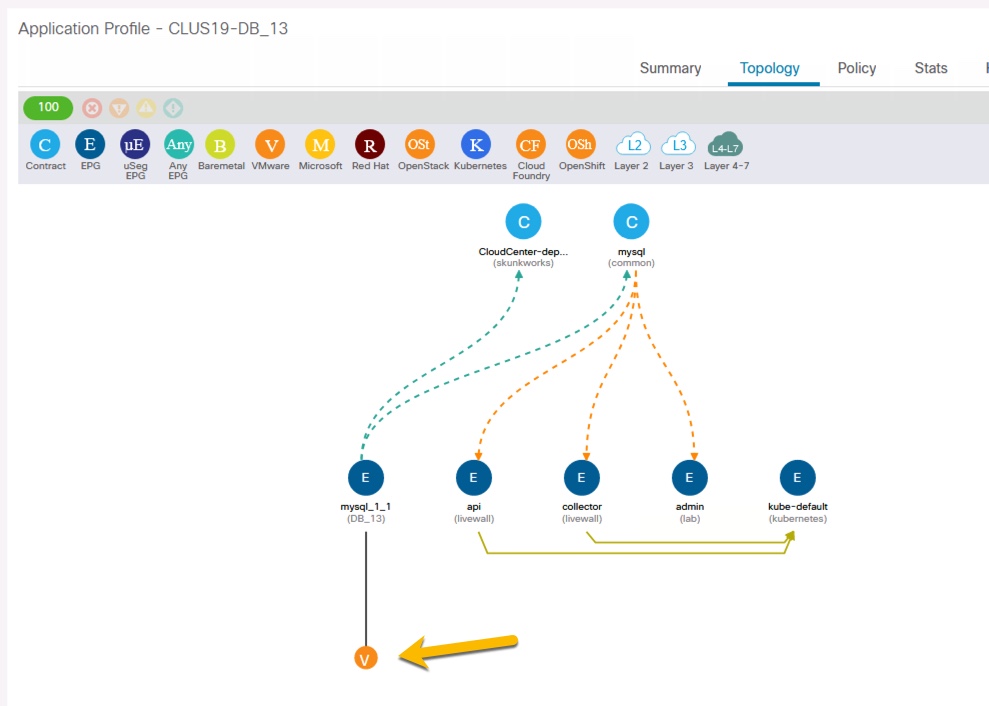 Application Profile - CLUS19-DB_13
Summary Topology Policy Stats
100
C E µE Any B V M R OSt K CF OSh L2 L3 L4-L7
Contract EPG uSeg EPG Any EPG Baremetal VMware Microsoft Red Hat OpenStack Kubernetes Cloud Foundry OpenShift Layer 2 Layer 3 Layer 4-7
C C
CloudCenter-dep... mysql
(skunkworks) (common)
E E E E E
mysql_1_1 api collector admin kube-default
(DB_13) (livewall) (livewall) (lab) (kubernetes)
V